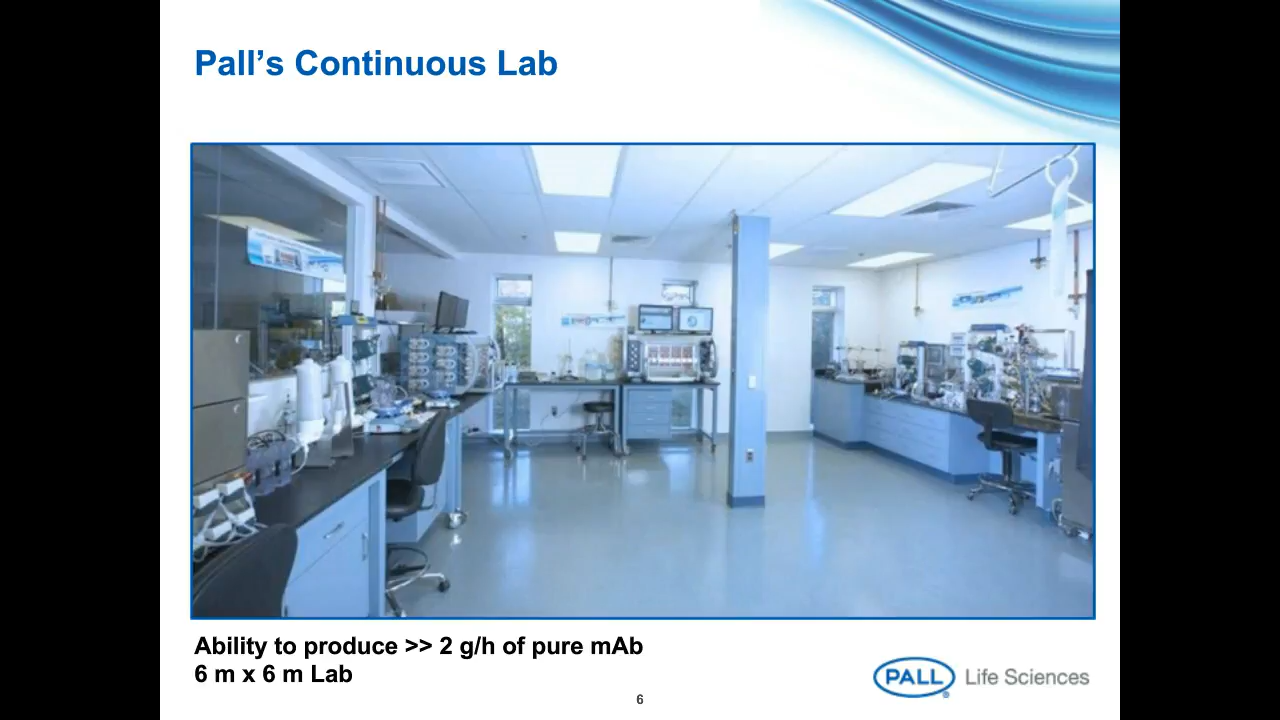 Pall’s Continuous Lab
Ability to produce >> 2 g/h of pure mAb
6 m x 6 m Lab
PALL® Life Sciences
6